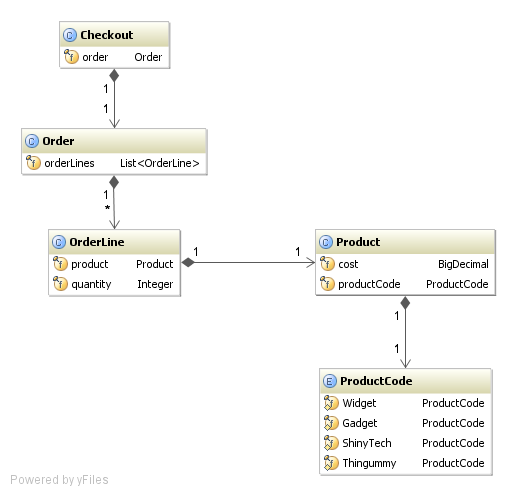 C Checkout
f order Order
1
1
C Order
f orderLines List<OrderLine>
1
*
C OrderLine
f product Product
f quantity Integer
1 1
C Product
f cost BigDecimal
f productCode ProductCode
1
1
E ProductCode
f Widget ProductCode
f Gadget ProductCode
f ShinyTech ProductCode
f Thingummy ProductCode
Powered by yFiles